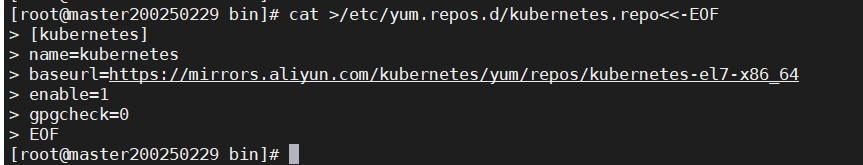 [root@master200250229 bin]# cat >/etc/yum.repos.d/kubernetes.repo<<-EOF
> [kubernetes]
> name=kubernetes
> baseurl=https://mirrors.aliyun.com/kubernetes/yum/repos/kubernetes-el7-x86_64
> enable=1
> gpgcheck=0
> EOF
[root@master200250229 bin]#